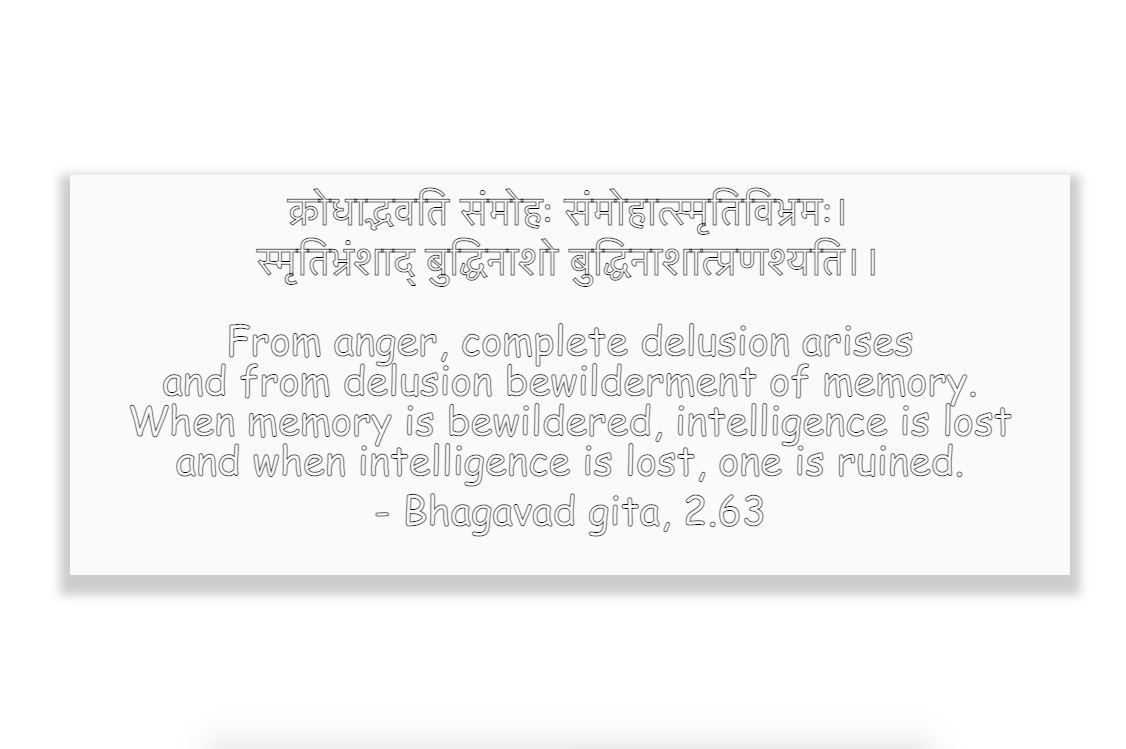 क्रोधाद्भवति संमोहः संमोहात्स्मृतिविभ्रमः।
स्मृतिभ्रंशाद् बुद्धिनाशो बुद्धिनाशात्प्रणश्यति।।
From anger, complete delusion arises
and from delusion bewilderment of memory.
When memory is bewildered, intelligence is lost
and when intelligence is lost, one is ruined.
- Bhagavad gita, 2.63